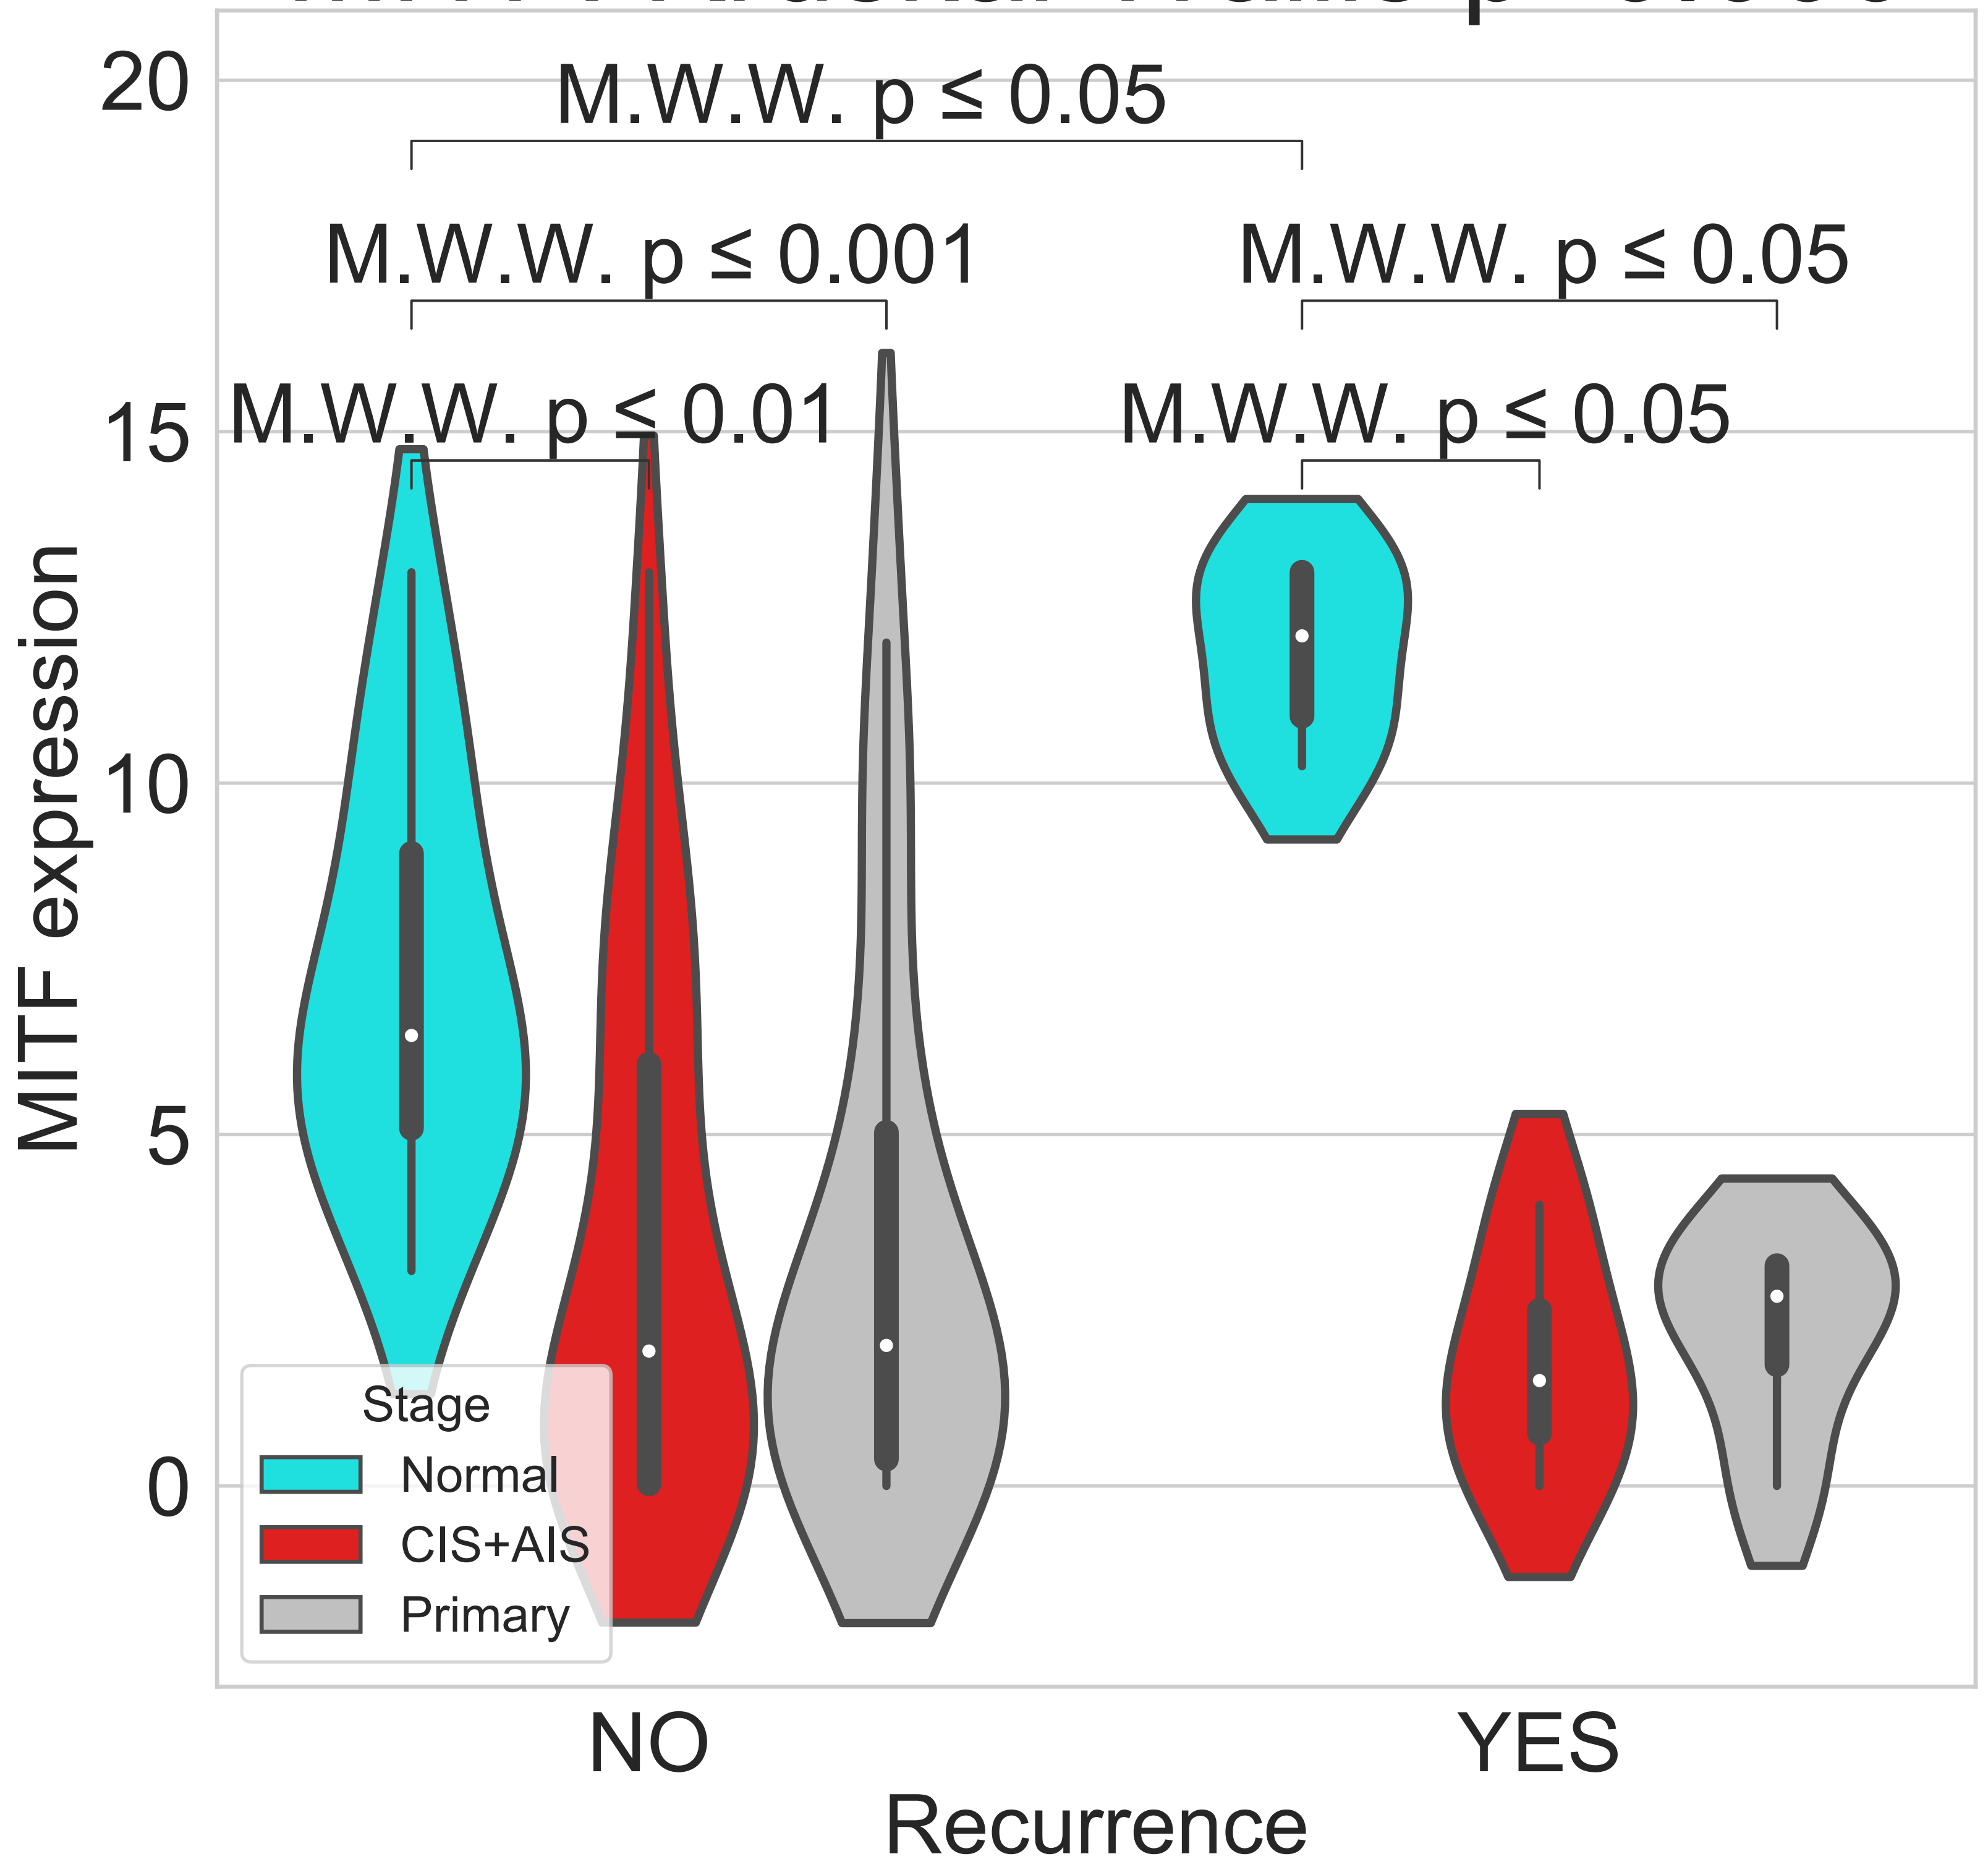 20
M.W.W. p ≤ 0.05
M.W.W. p ≤ 0.001
M.W.W. p ≤ 0.05
M.W.W. p ≤ 0.01
M.W.W. p ≤ 0.05
15
10
5
0
MITF expression
Stage
Normal
CIS+AIS
Primary
NO
YES
Recurrence